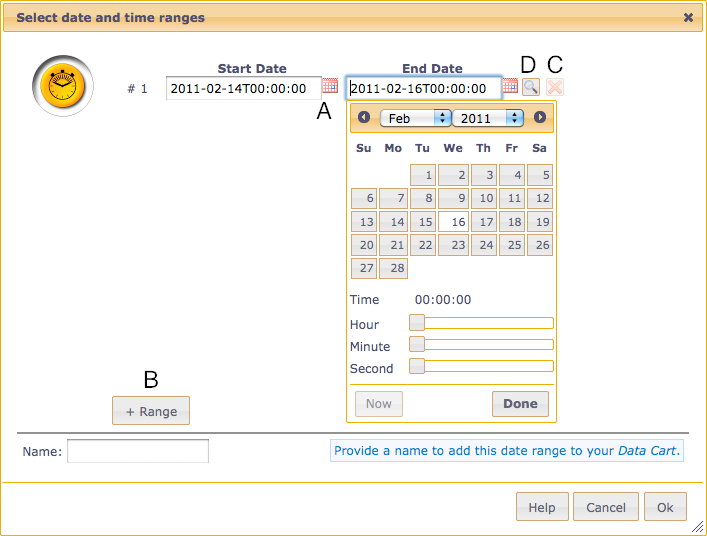 Select date and time ranges
Start Date End Date D C
# 1 2011-02-14T00:00:00 2011-02-16T00:00:00
A
Feb 2011
Su Mo Tu We Th Fr Sa
1 2 3 4 5
6 7 8 9 10 11 12
13 14 15 16 17 18 19
20 21 22 23 24 25 26
27 28
Time 00:00:00
Hour
Minute
Second
B
+ Range
Now Done
Name: Provide a name to add this date range to your Data Cart.
Help Cancel Ok